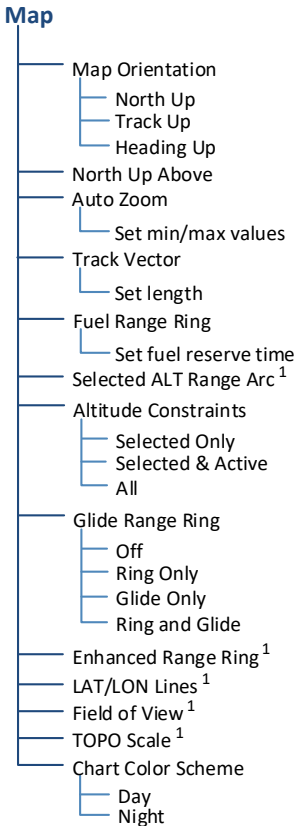 Map
Map Orientation
North Up
Track Up
Heading Up
North Up Above
Auto Zoom
Set min/max values
Track Vector
Set length
Fuel Range Ring
Set fuel reserve time
Selected ALT Range Arc 1
Altitude Constraints
Selected Only
Selected & Active
All
Glide Range Ring
Off
Ring Only
Glide Only
Ring and Glide
Enhanced Range Ring 1
LAT/LON Lines 1
Field of View 1
TOPO Scale 1
Chart Color Scheme
Day
Night